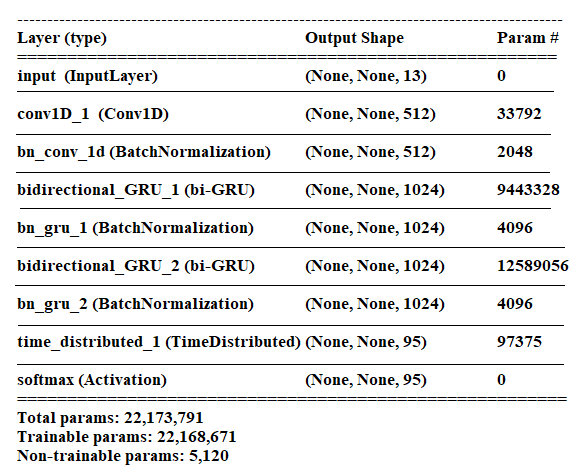 Layer (type) Output Shape Param #
input (InputLayer) (None, None, 13) 0
conv1D_1 (Conv1D) (None, None, 512) 33792
bn_conv_1d (BatchNormalization) (None, None, 512) 2048
bidirectional_GRU_1 (bi-GRU) (None, None, 1024) 9443328
bn_gru_1 (BatchNormalization) (None, None, 1024) 4096
bidirectional_GRU_2 (bi-GRU) (None, None, 1024) 12589056
bn_gru_2 (BatchNormalization) (None, None, 1024) 4096
time_distributed_1 (TimeDistributed) (None, None, 95) 97375
softmax (Activation) (None, None, 95) 0
Total params: 22,173,791
Trainable params: 22,168,671
Non-trainable params: 5,120